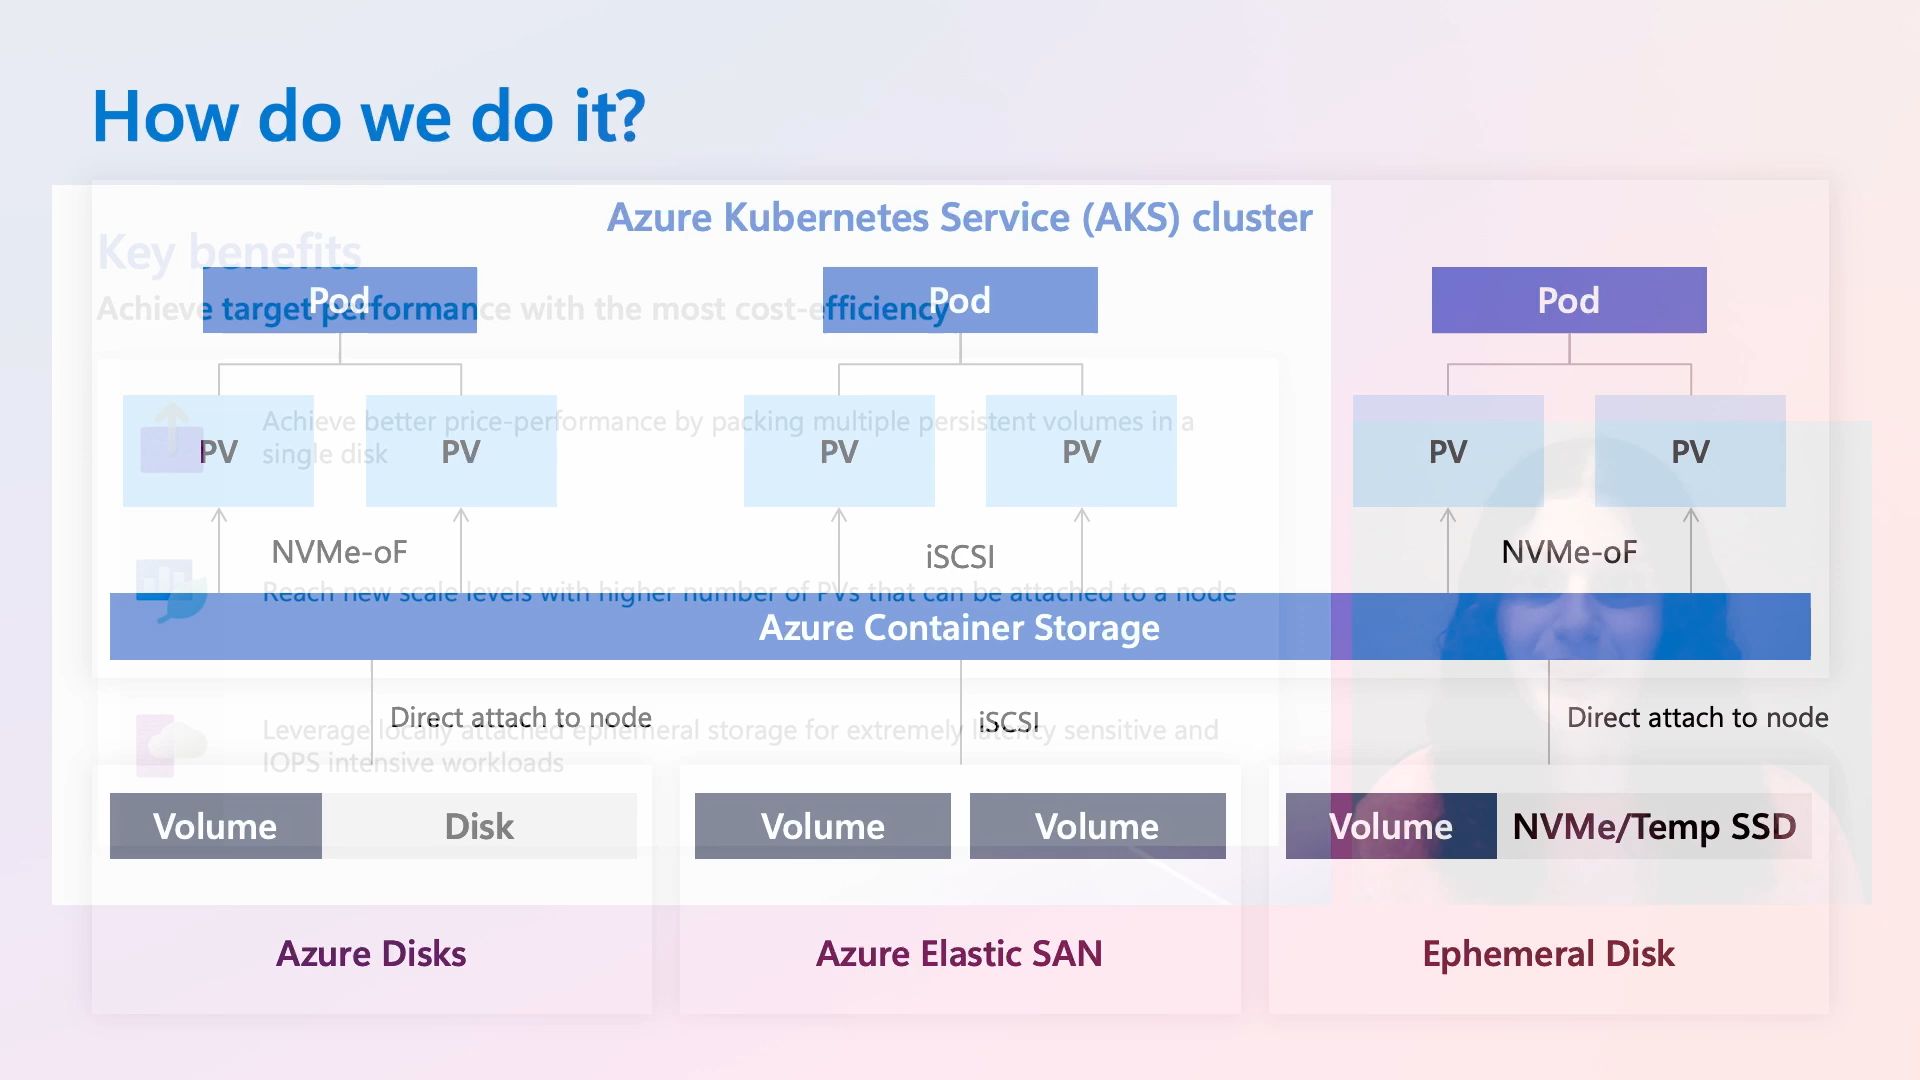 How do we do it?
Azure Kubernetes Service (AKS) cluster
Key benefits
Achieve target performance with the most cost-efficiency
Pod
Pod
Pod
Achieve better price-performance by packing multiple persistent volumes in a
single disk
PV
PV
PV
PV
PV
PV
NVMe-oF
iSCSI
NVMe-oF
Reach new scale levels with higher number of PVs that can be attached to a node
Azure Container Storage
Direct attach to node
iSCSI
Direct attach to node
Leverage locally attached ephemeral storage for extremely latency sensitive and
IOPS intensive workloads
Volume
Disk
Volume
Volume
Volume
NVMe/Temp SSD
Azure Disks
Azure Elastic SAN
Ephemeral Disk